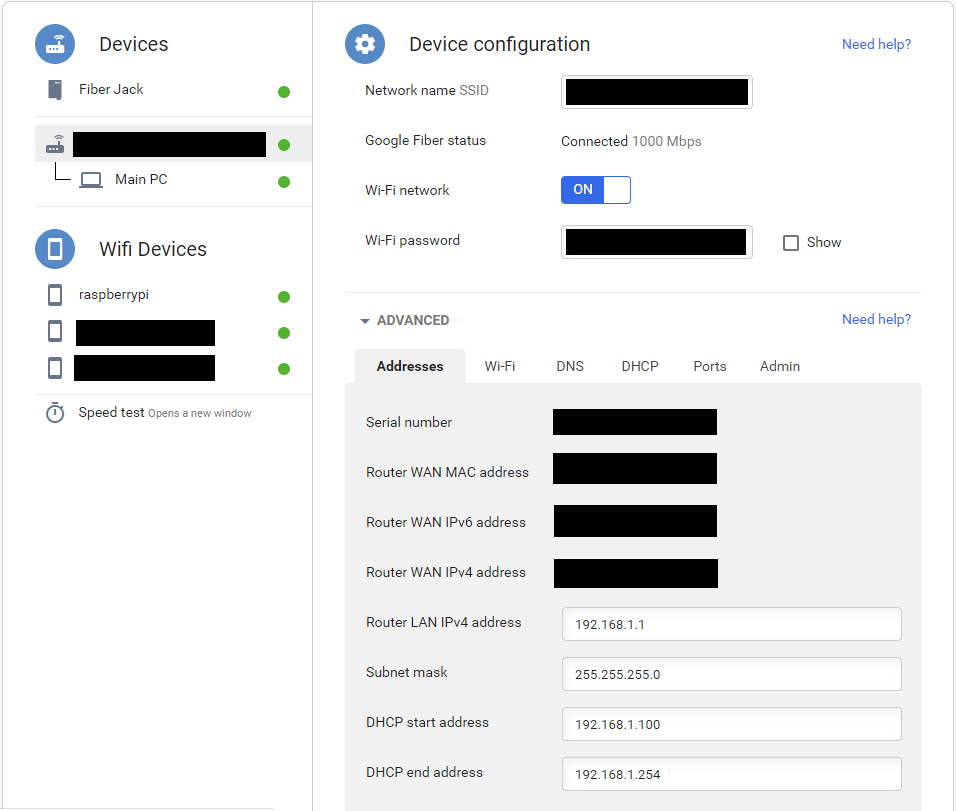 Devices
Fiber Jack
Main PC
Wifi Devices
raspberrypi
Speed test Opens a new window
Device configuration
Need help?
Network name SSID
Google Fiber status
Connected 1000 Mbps
Wi-Fi network
ON
Wi-Fi password
Show
ADVANCED
Need help?
Addresses Wi-Fi DNS DHCP Ports Admin
Serial number
Router WAN MAC address
Router WAN IPv6 address
Router WAN IPv4 address
Router LAN IPv4 address
192.168.1.1
Subnet mask
255.255.255.0
DHCP start address
192.168.1.100
DHCP end address
192.168.1.254